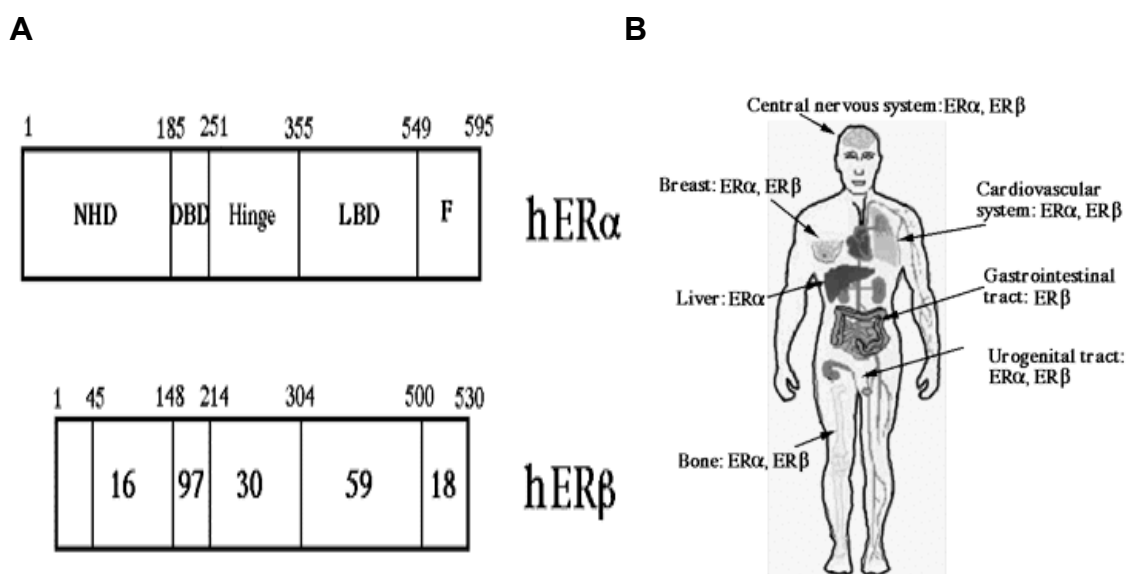 A
1 185 251 355 549 595
NHD DBD Hinge LBD F
hERα
1 45 148 214 304 500 530
16 97 30 59 18
hERβ
B
Central nervous system: ERα, ERβ
Breast: ERα, ERβ
Cardiovascular
system: ERα, ERβ
Liver: ERα
Gastrointestinal
tract: ERβ
Urogenital tract:
ERα, ERβ
Bone: ERα, ERβ